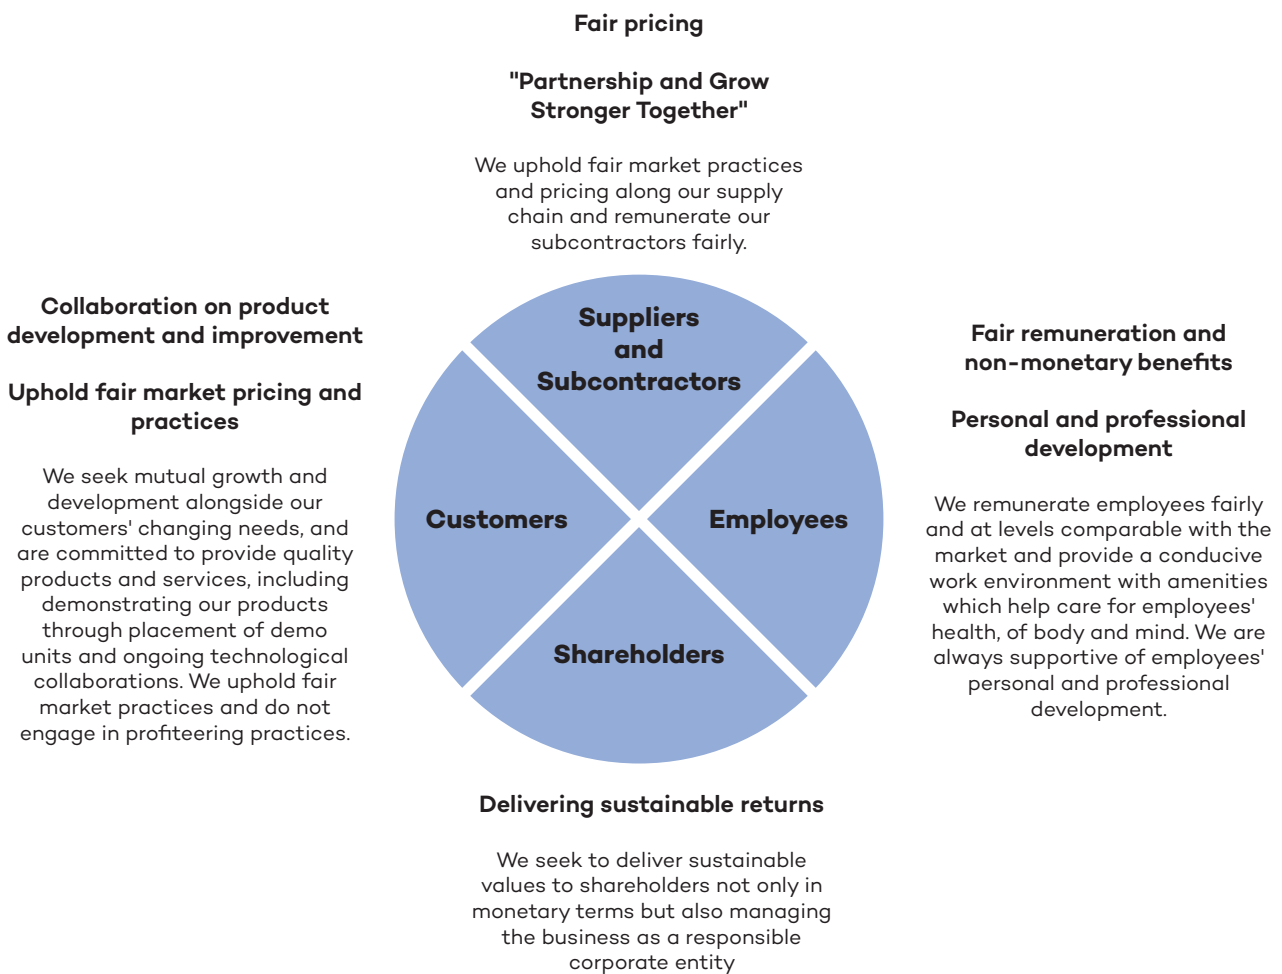 Fair pricing
"Partnership and Grow
Stronger Together"
We uphold fair market practices
and pricing along our supply
chain and remunerate our
subcontractors fairly.
Collaboration on product
development and improvement
Uphold fair market pricing and
practices
We seek mutual growth and
development alongside our
customers' changing needs, and
are committed to provide quality
products and services, including
demonstrating our products
through placement of demo
units and ongoing technological
collaborations. We uphold fair
market practices and do not
engage in profiteering practices.
Suppliers
and
Subcontractors
Customers
Employees
Shareholders
Fair remuneration and
non-monetary benefits
Personal and professional
development
We remunerate employees fairly
and at levels comparable with the
market and provide a conducive
work environment with amenities
which help care for employees'
health, of body and mind. We are
always supportive of employees'
personal and professional
development.
Delivering sustainable returns
We seek to deliver sustainable
values to shareholders not only in
monetary terms but also managing
the business as a responsible
corporate entity